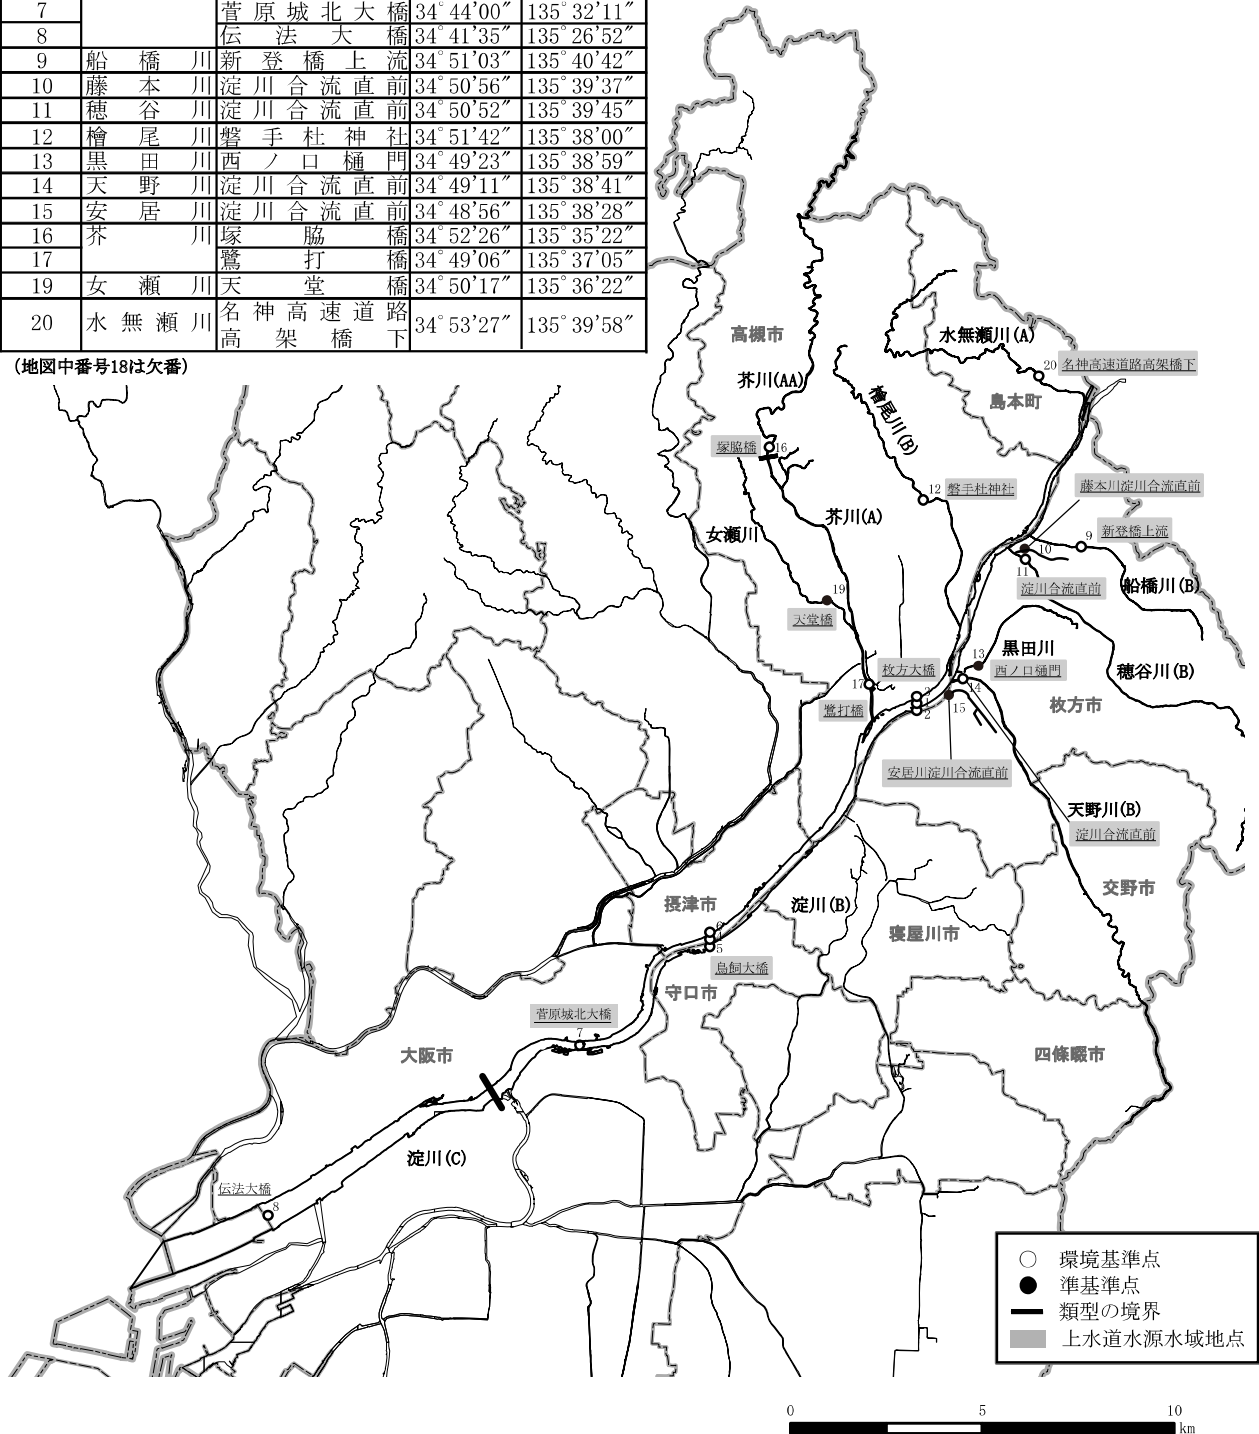 7 菅原城北大橋 34°44′00″ 135°32′11″
8 伝法大橋 34°41′35″ 135°26′52″
9 船橋川 新登橋上流 34°51′03″ 135°40′42″
10 藤本川 淀川合流直前 34°50′56″ 135°39′37″
11 穂谷川 淀川合流直前 34°50′52″ 135°39′45″
12 檜尾川 磐手杜神社 34°51′42″ 135°38′00″
13 黒田川 西ノ口樋門 34°49′23″ 135°38′59″
14 天野川 淀川合流直前 34°49′11″ 135°38′41″
15 安居川 淀川合流直前 34°48′56″ 135°38′28″
16 芥川 塚脇橋 34°52′26″ 135°35′22″
17 鷺打橋 34°49′06″ 135°37′05″
19 女瀬川 天堂橋 34°50′17″ 135°36′22″
20 水無瀬川 名神高速道路
高架橋下 34°53′27″ 135°39′58″
(地図中番号18は欠番)
高槻市
水無瀬川(A)
20 名神高速道路高架橋下
芥川(AA)
檜尾川(B)
島本町
塚脇橋
16
12 磐手杜神社
藤本川淀川合流直前
芥川(A)
女瀬川
9 新登橋上流
10
11
淀川合流直前
船橋川(B)
19
天堂橋
黒田川
13
枚方大橋
西ノ口樋門
穂谷川(B)
17
14
3
1
2
15
鷺打橋
枚方市
安居川淀川合流直前
天野川(B)
淀川合流直前
交野市
摂津市
淀川(B)
寝屋川市
6
4
5
鳥飼大橋
守口市
菅原城北大橋
7
大阪市
四條畷市
淀川(C)
伝法大橋
8
○ 環境基準点
● 準基準点
類型の境界
上水道水源水域地点
0 5 10
km